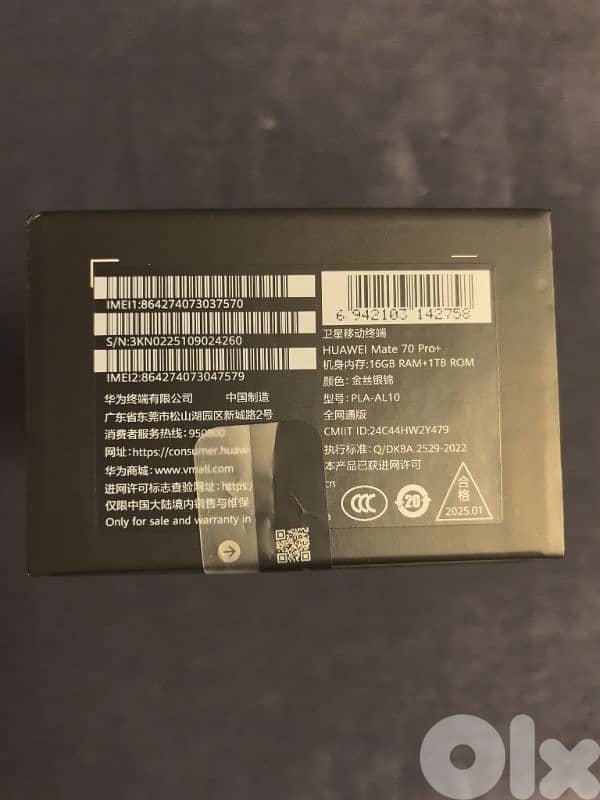 IMEI1:864274073037570
S/N:3KN0225109024260
IMEI2:864274073047579
华为终端有限公司 中国制造
广东省东莞市松山湖园区新城路2号
消费者服务热线: 950800
网址: https://consumer.huaw
华为商城: www.vmall.com
进网许可标志查验网址: https:/
仅限中国大陆境内销售与维保
Only for sale and warranty in
6 942103 142758
卫星移动终端
HUAWEI Mate 70 Pro+
机身内存:16GB RAM+1TB ROM
颜色: 金丝银锦
型号: PLA-AL10
全网通版
CMIIT ID:24C44HW2Y479
执行标准: Q/DKBA 2529-2022
本产品已获进网许可
cn
CCC
20
合格
2025.01
a
Olx